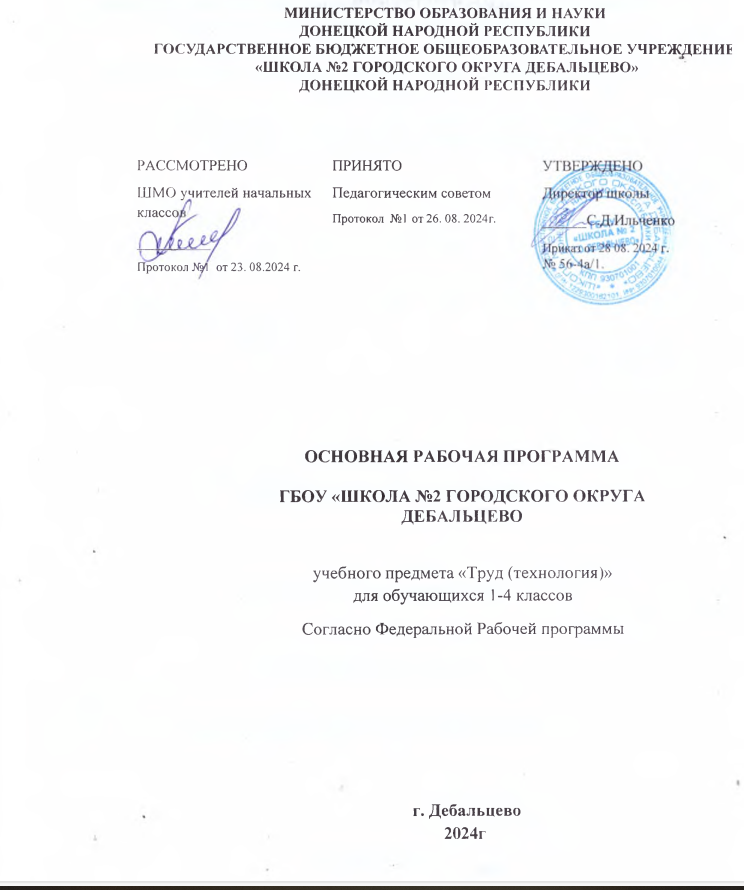 МИНИСТЕРСТВО ОБРАЗОВАНИЯ И НАУКИ
ДОНЕЦКОЙ НАРОДНОЙ РЕСПУБЛИКИ
ГОСУДАРСТВЕННОЕ БЮДЖЕТНОЕ ОБЩЕОБРАЗОВАТЕЛЬНОЕ УЧРЕЖДЕНИЕ
«ШКОЛА №2 ГОРОДСКОГО ОКРУГА ДЕБАЛЬЦЕВО»
ДОНЕЦКОЙ НАРОДНОЙ РЕСПУБЛИКИ
РАССМОТРЕНО
ШМО учителей начальных
классов
Протокол №1 от 23. 08.2024 г.
ПРИНЯТО
Педагогическим советом
Протокол №1 от 26. 08. 2024г.
УТВЕРЖДЕНО
Директор школы
С.Д.Ильченко
Приказ от 28 08. 2024 г.
№ 56-4а/1.
«ШКОЛА № 2
ОСНОВНАЯ РАБОЧАЯ ПРОГРАММА
ГБОУ «ШКОЛА №2 ГОРОДСКОГО ОКРУГА
ДЕБАЛЬЦЕВО
учебного предмета «Труд (технология)»
для обучающихся 1-4 классов
Согласно Федеральной Рабочей программы
г. Дебальцево
2024г